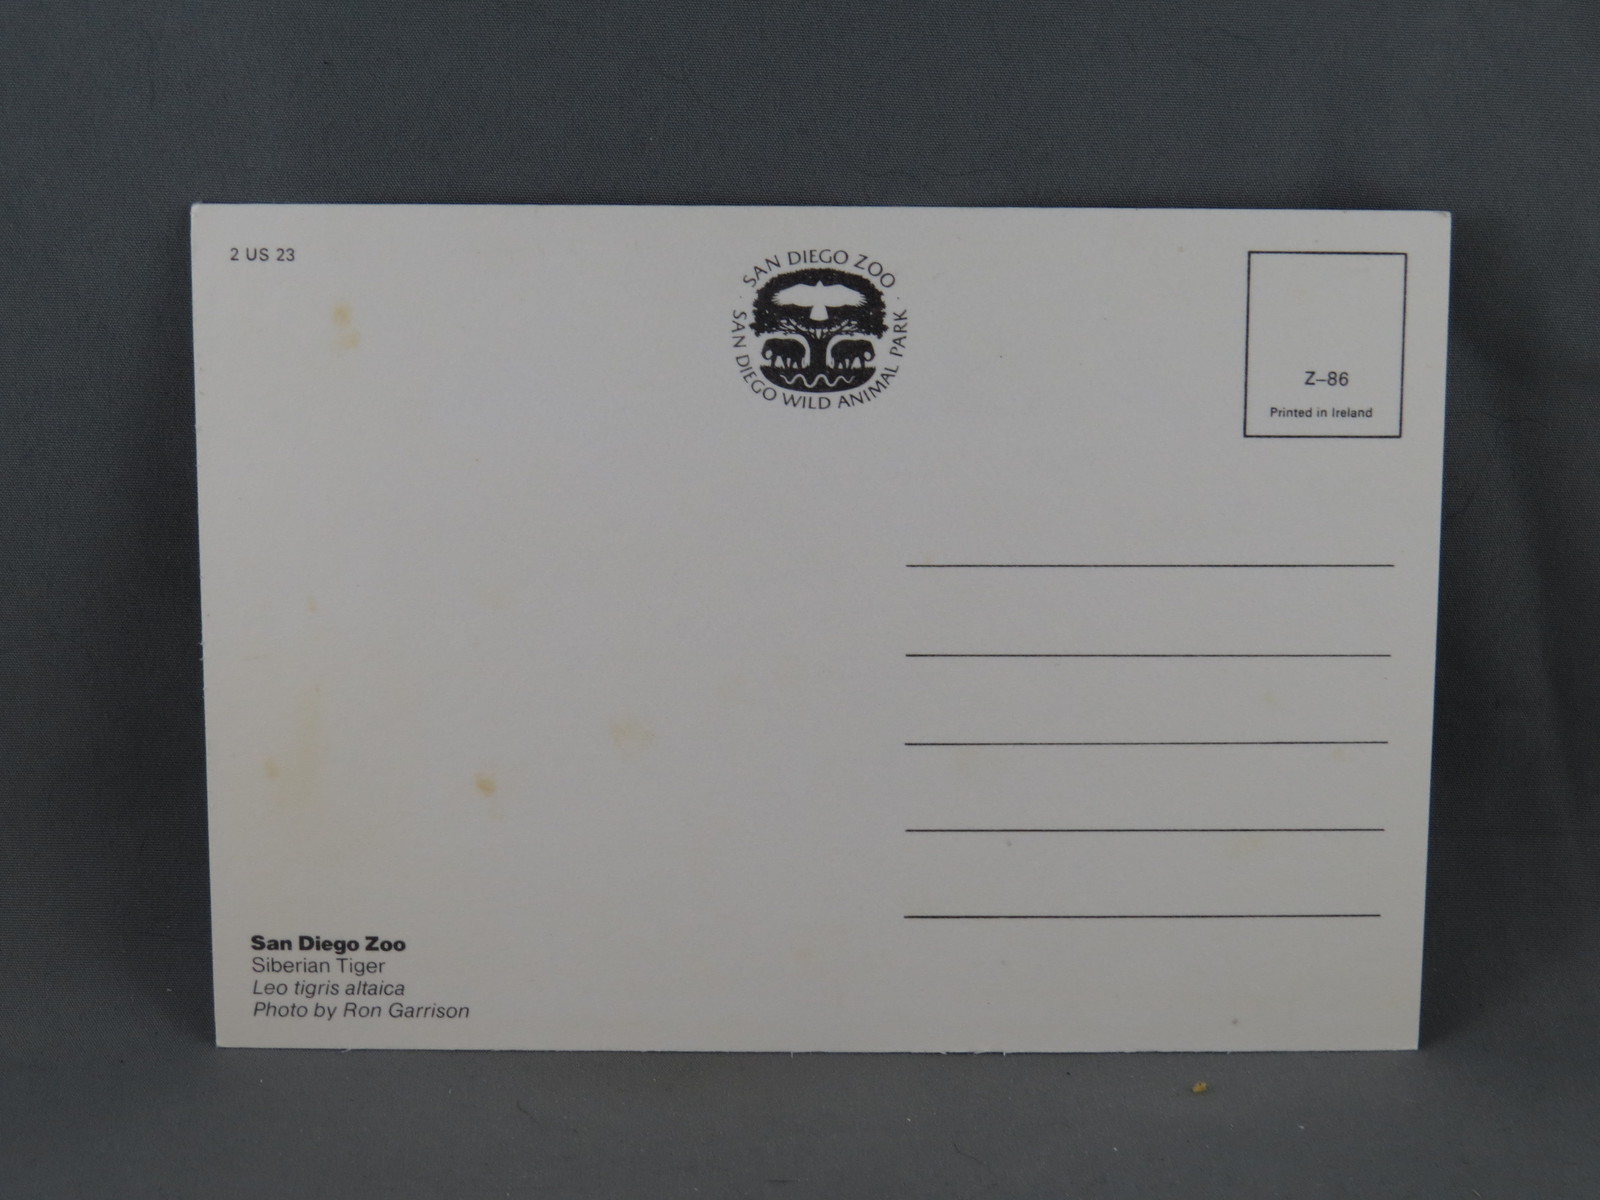 2 US 23
SAN DIEGO ZOO
· SAN DIEGO WILD ANIMAL PARK ·
Z–86
Printed in Ireland
San Diego Zoo
Siberian Tiger
Leo tigris altaica
Photo by Ron Garrison